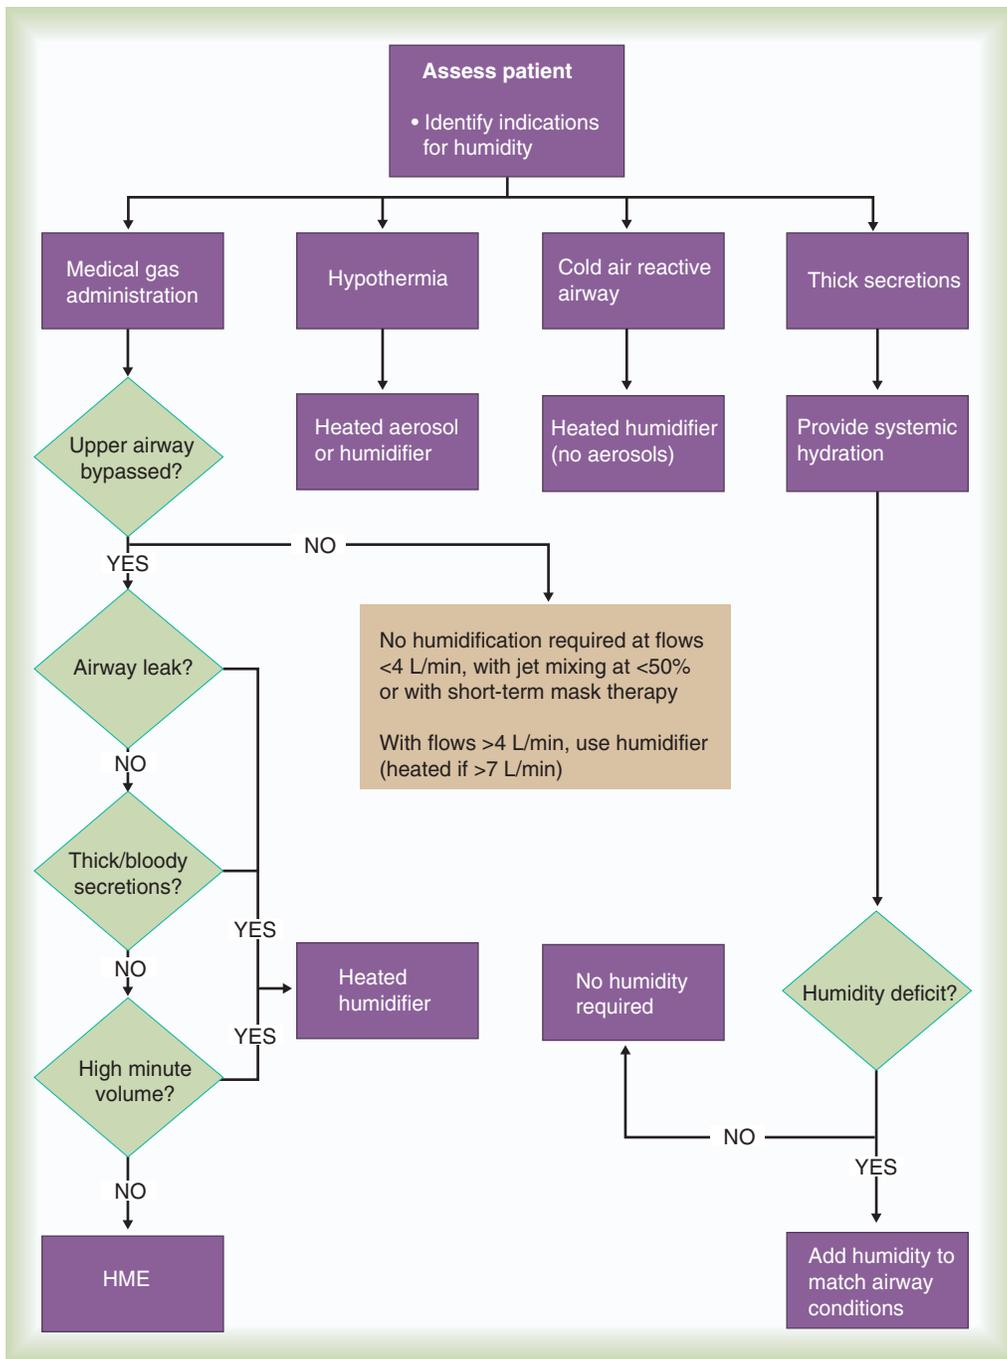 Assess patient
• Identify indications
for humidity
Medical gas
administration
Hypothermia
Cold air reactive
airway
Thick secretions
Upper airway
bypassed?
Heated aerosol
or humidifier
Heated humidifier
(no aerosols)
Provide systemic
hydration
NO
YES
Airway leak?
No humidification required at flows
<4 L/min, with jet mixing at <50%
or with short-term mask therapy
With flows >4 L/min, use humidifier
(heated if >7 L/min)
NO
Thick/bloody
secretions?
YES
NO
Heated
humidifier
No humidity
required
Humidity deficit?
YES
High minute
volume?
NO
YES
NO
HME
Add humidity to
match airway
conditions